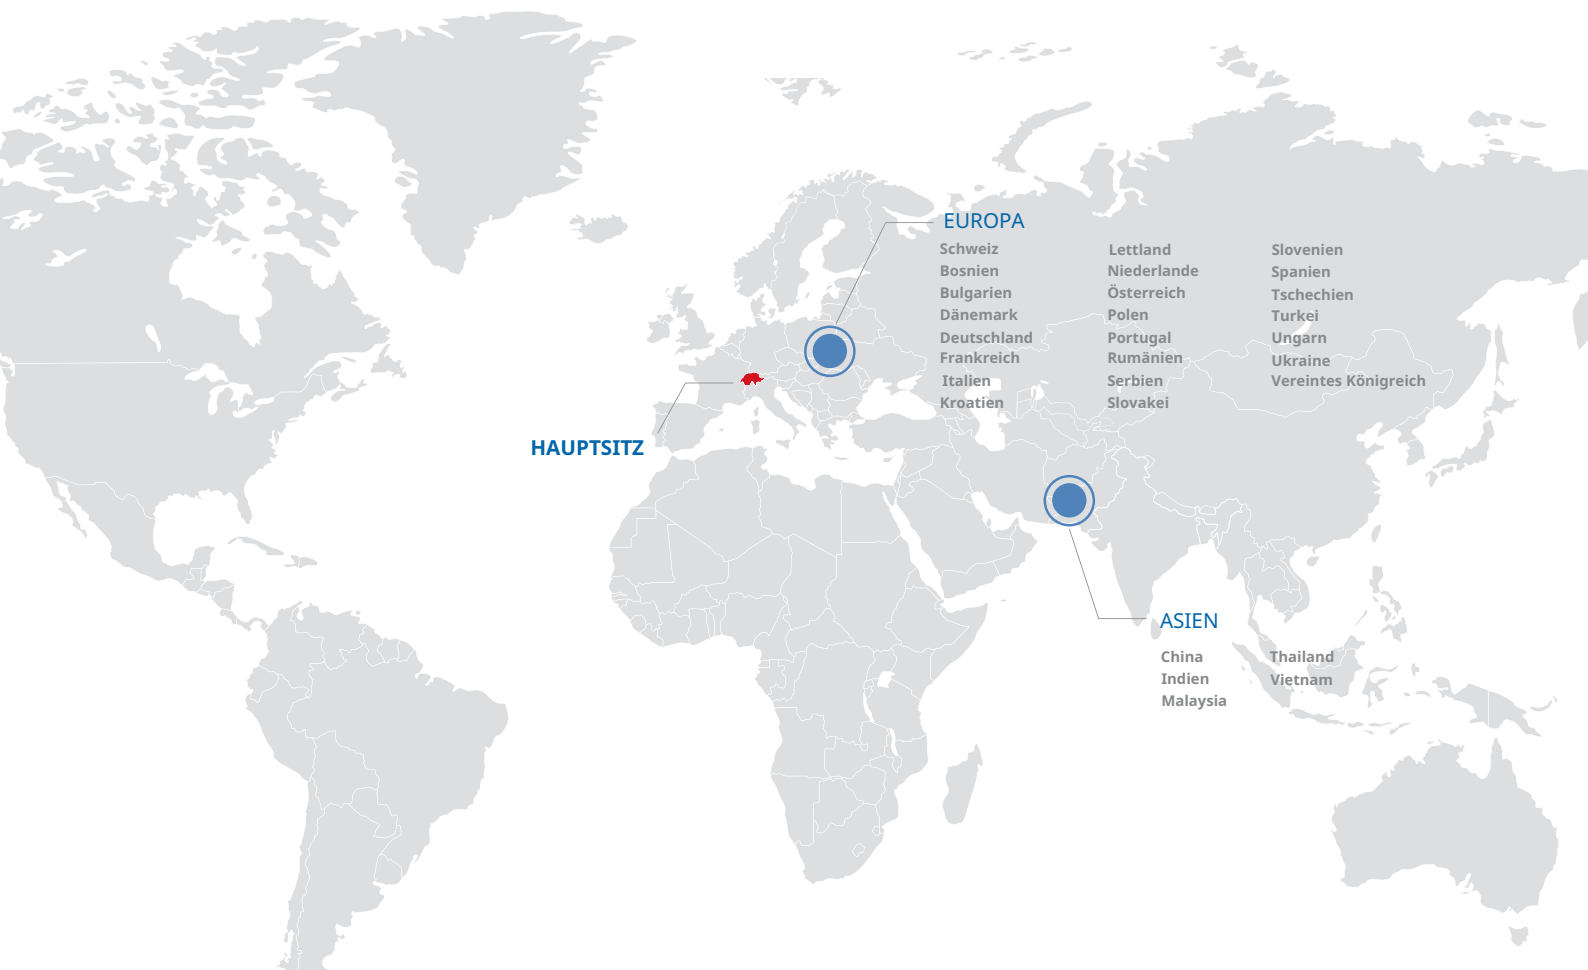 EUROPA
Schweiz
Bosnien
Bulgarien
Dänemark
Deutschland
Frankreich
Italien
Kroatien
Lettland
Niederlande
Österreich
Polen
Portugal
Rumänien
Serbien
Slovakei
Slovenien
Spanien
Tschechien
Turkei
Ungarn
Ukraine
Vereintes Königreich
HAUPTSITZ
ASIEN
China
Indien
Malaysia
Thailand
Vietnam